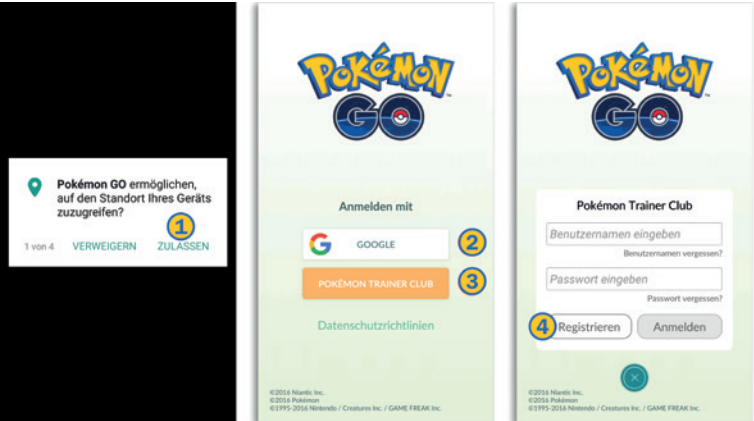 Pokémon GO ermöglichen,
auf den Standort Ihres Geräts
zuzugreifen?
1
1 von 4 VERWEIGERN ZULASSEN
POKÉMON
™
GO
Anmelden mit
GOOGLE 2
POKÉMON TRAINER CLUB 3
Datenschutzrichtlinien
©2016 Niantic Inc.
©2016 Pokémon
©1995-2016 Nintendo / Creatures Inc. / GAME FREAK Inc.
POKÉMON
™
GO
Pokémon Trainer Club
Benutzernamen eingeben
Benutzernamen vergessen?
Passwort eingeben
Passwort vergessen?
4 Registrieren Anmelden
©2016 Niantic Inc.
©2016 Pokémon
©1995-2016 Nintendo / Creatures Inc. / GAME FREAK Inc.